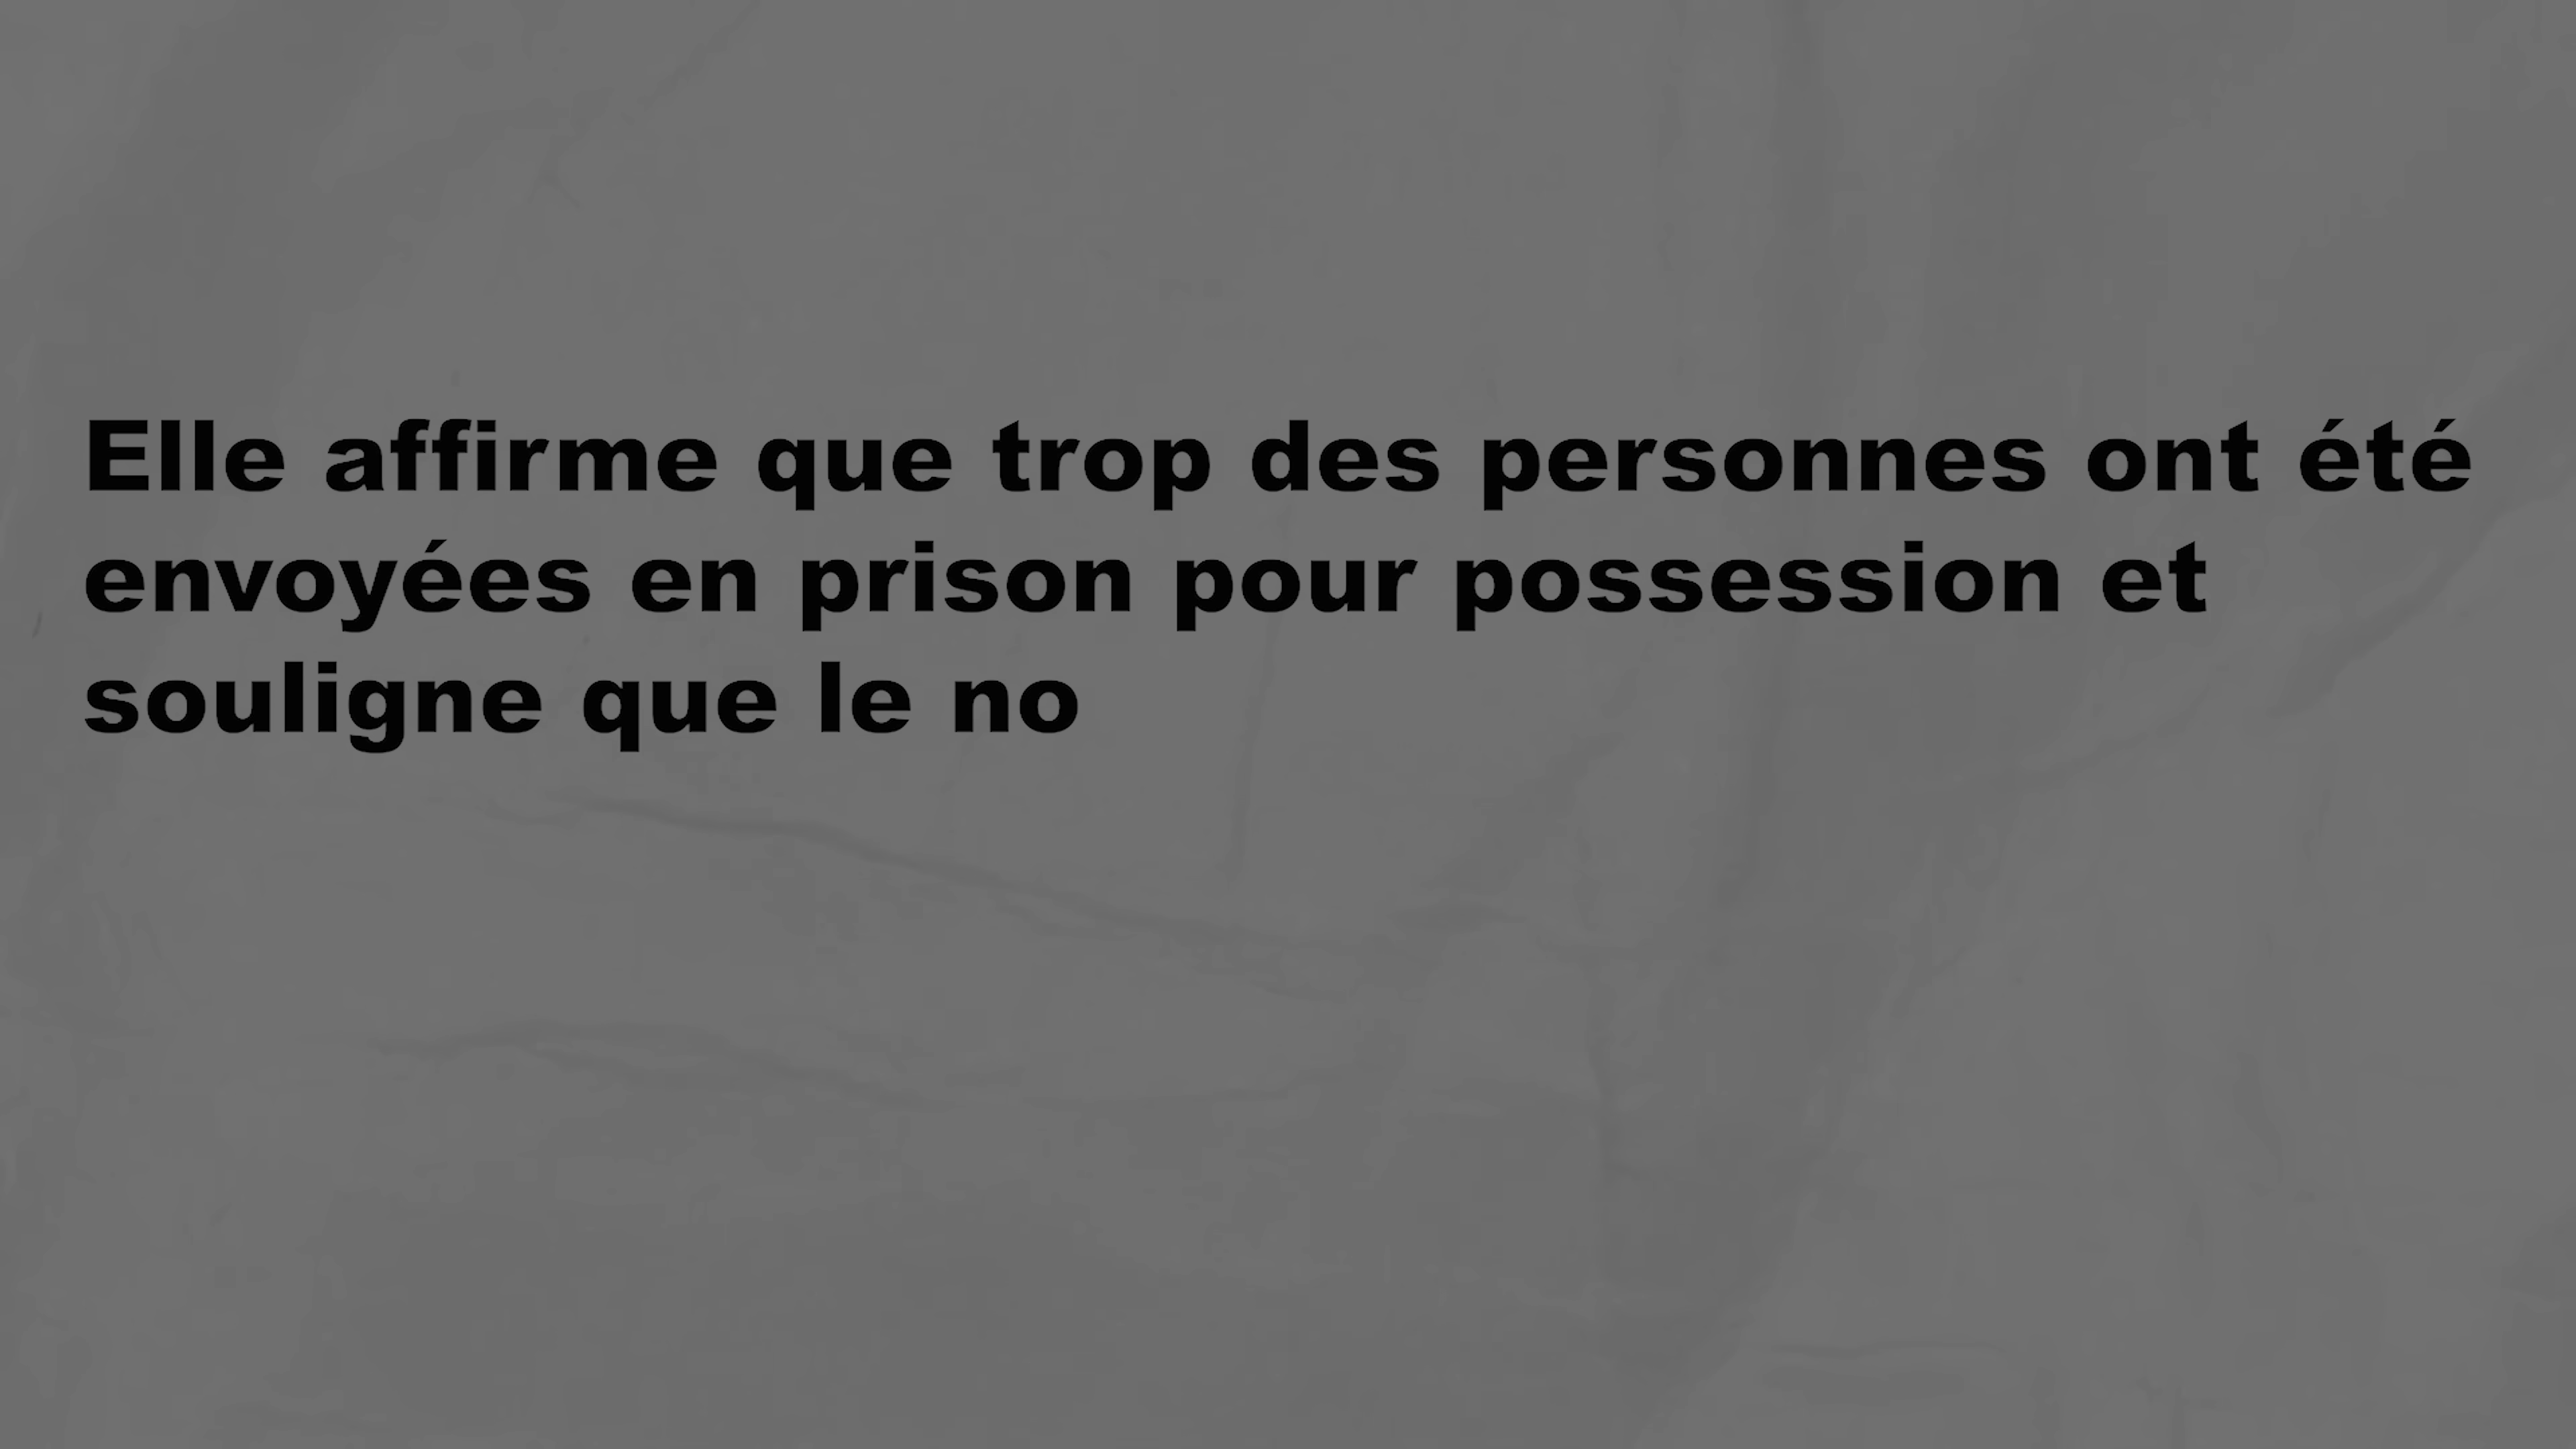 Elle affirme que trop des personnes ont été
envoyées en prison pour possession et
souligne que le no